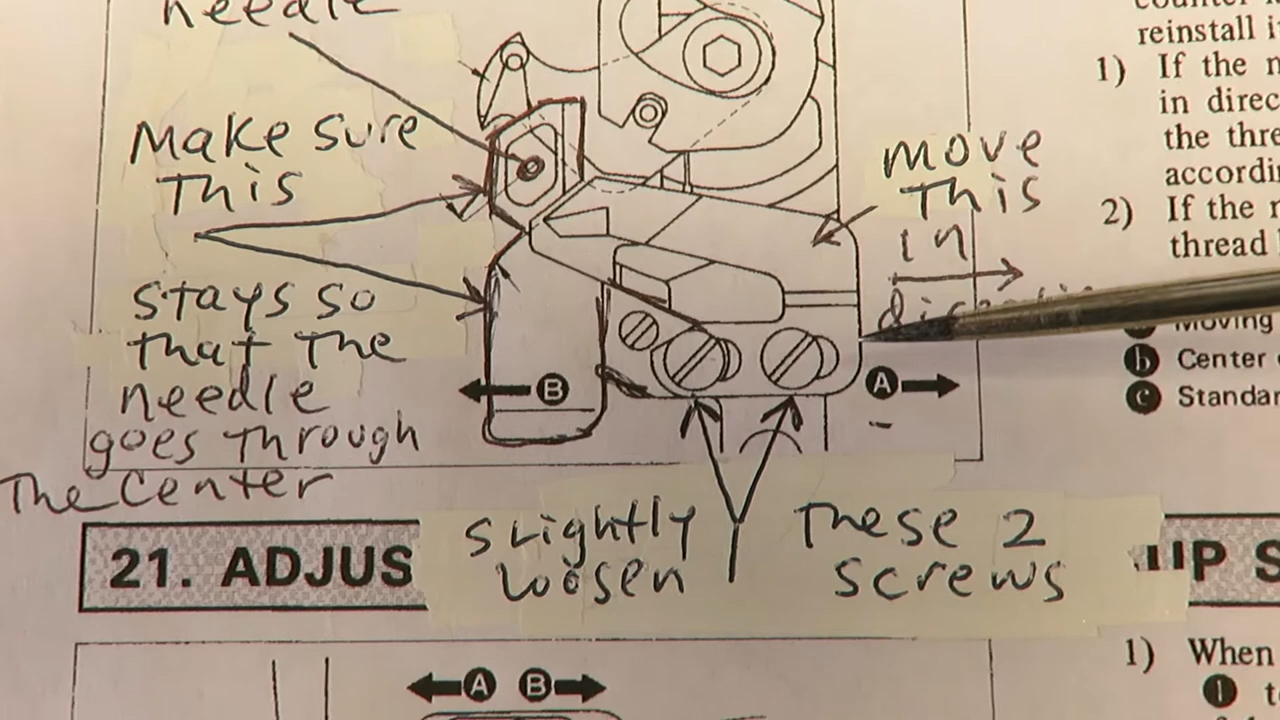 needle
Make sure
This
stays so
that the
needle
goes through
The center
move
This
in
B
A
slightly
loosen
These 2
screws
reinstall i
1) If the
in direc
the thre
accordi
2) If the
thread
Moving
b Center
c Standar
21. ADJUS
UP S
A B
1) When
1